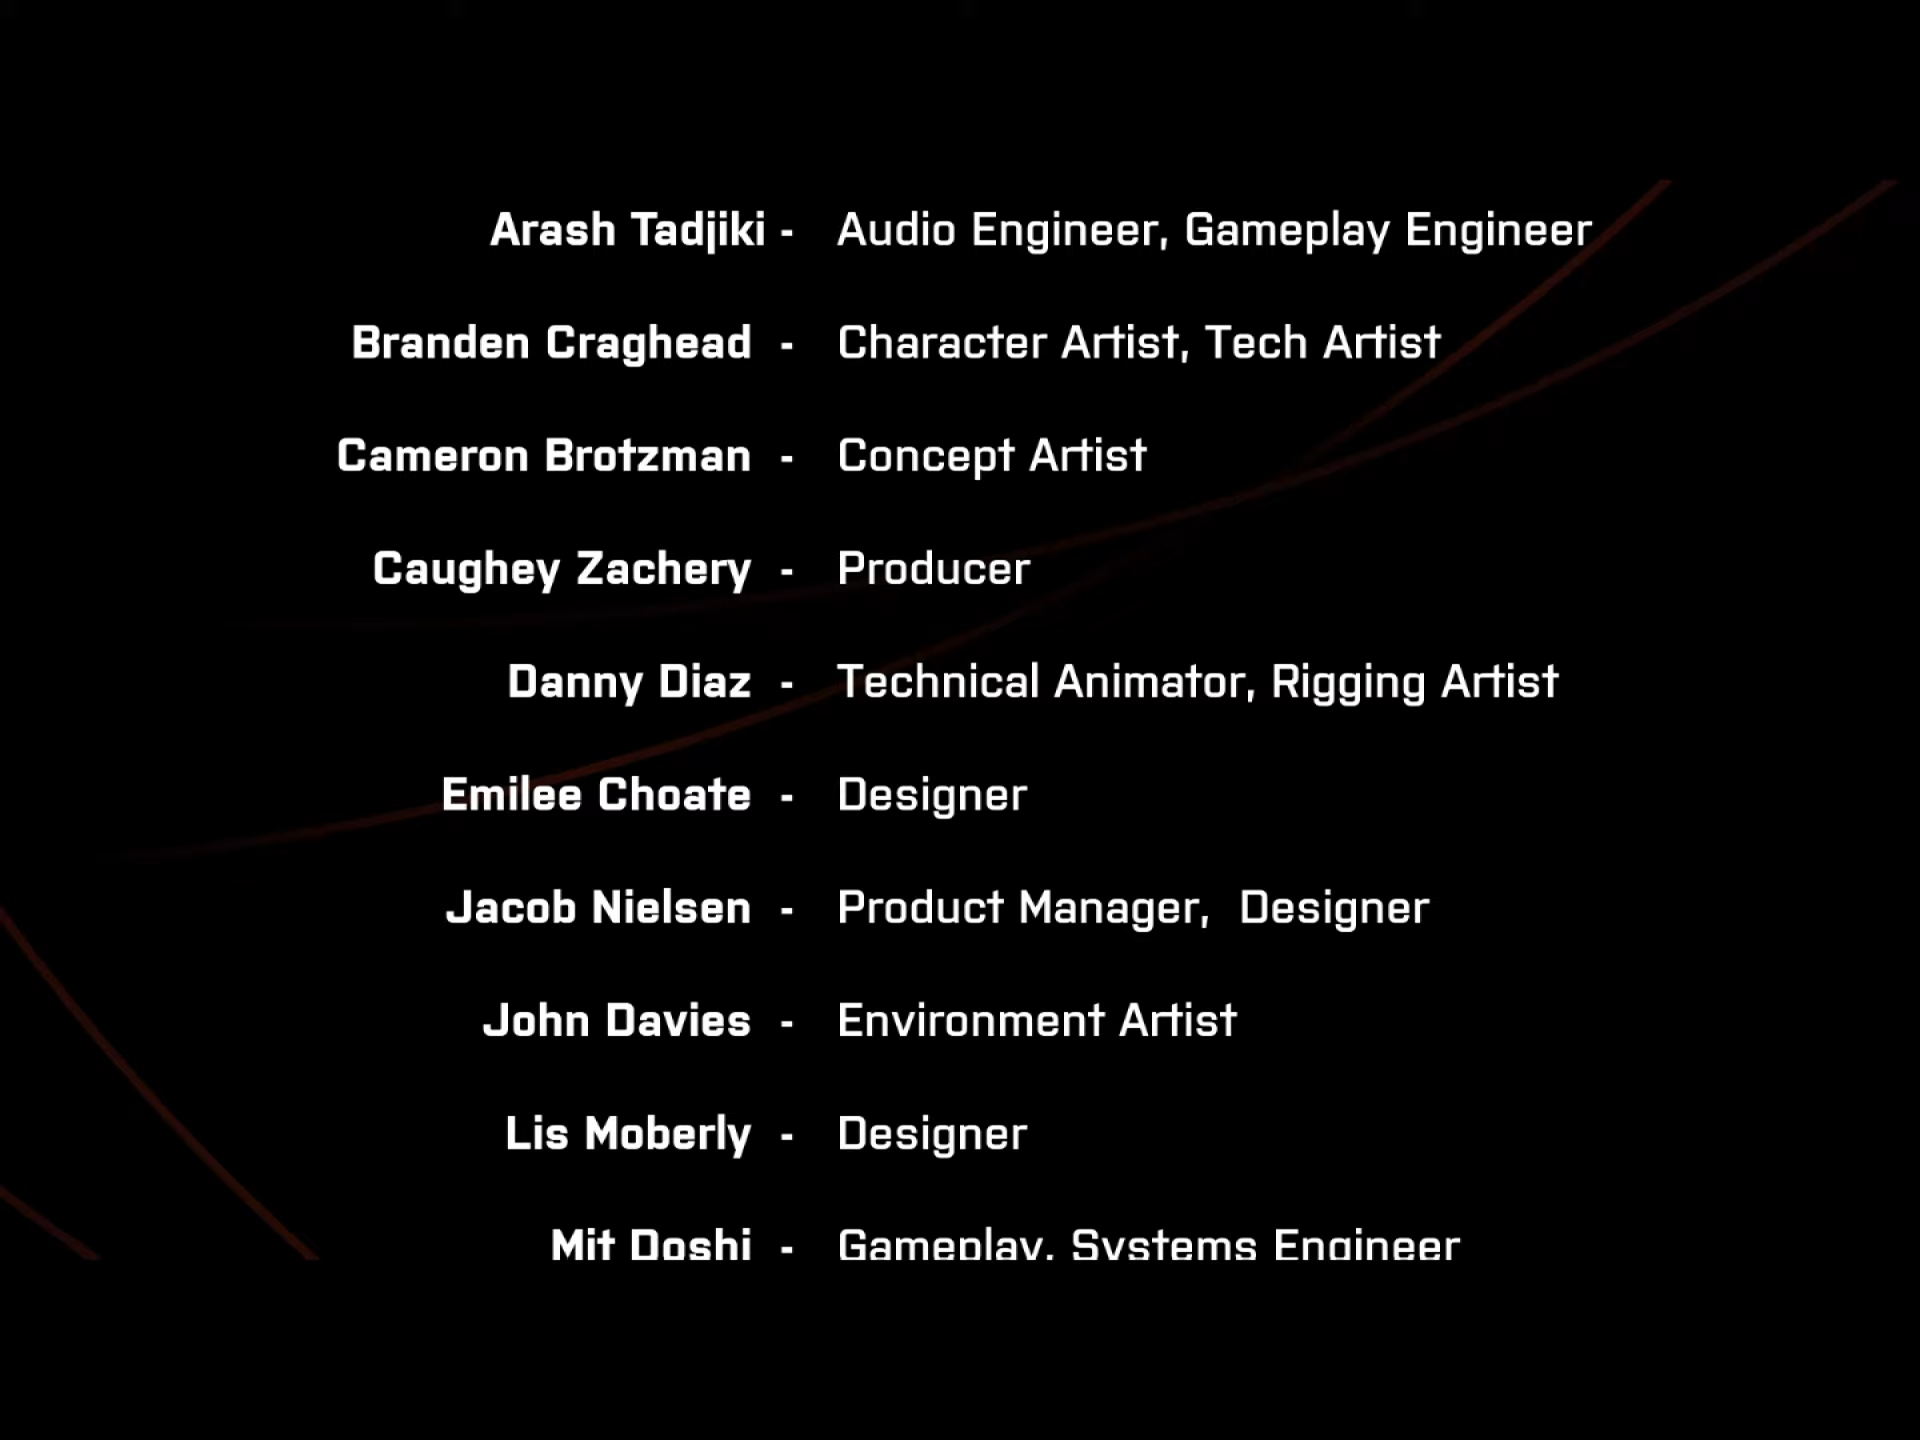 Arash Tadjiki - Audio Engineer, Gameplay Engineer
Branden Craghead - Character Artist, Tech Artist
Cameron Brotzman - Concept Artist
Caughey Zachery - Producer
Danny Diaz - Technical Animator, Rigging Artist
Emilee Choate - Designer
Jacob Nielsen - Product Manager,  Designer
John Davies - Environment Artist
Lis Moberly - Designer
Mit Doshi - Gameplay, Systems Engineer